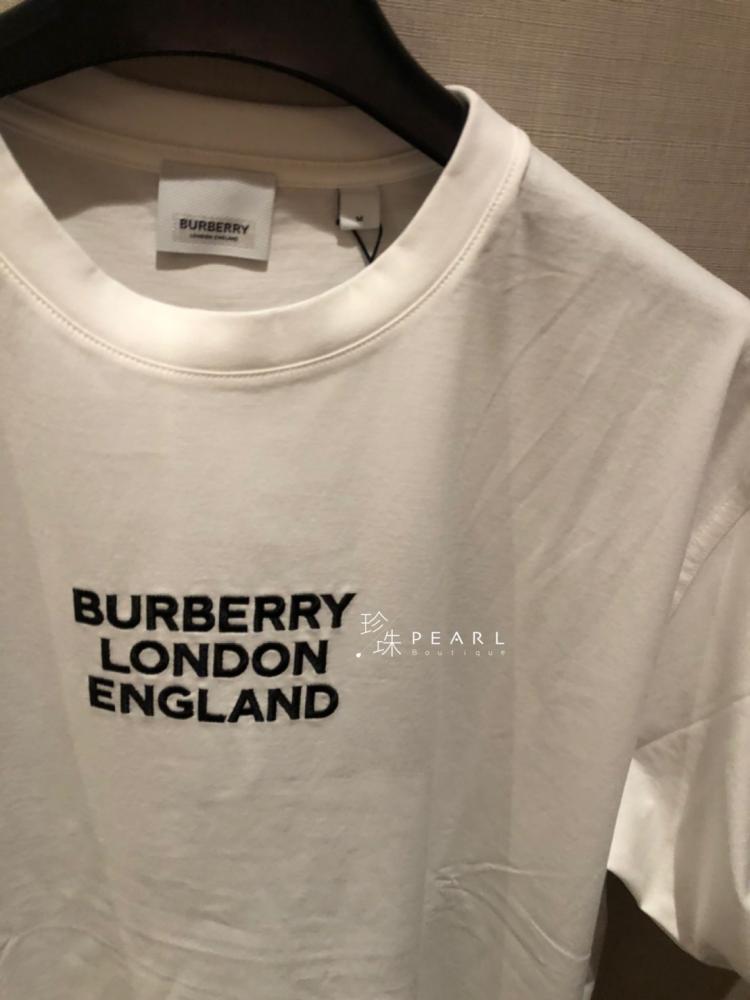 BURBERRY
LONDON ENGLAND
M
BURBERRY
LONDON
ENGLAND
珍珠 PEARL
Boutique